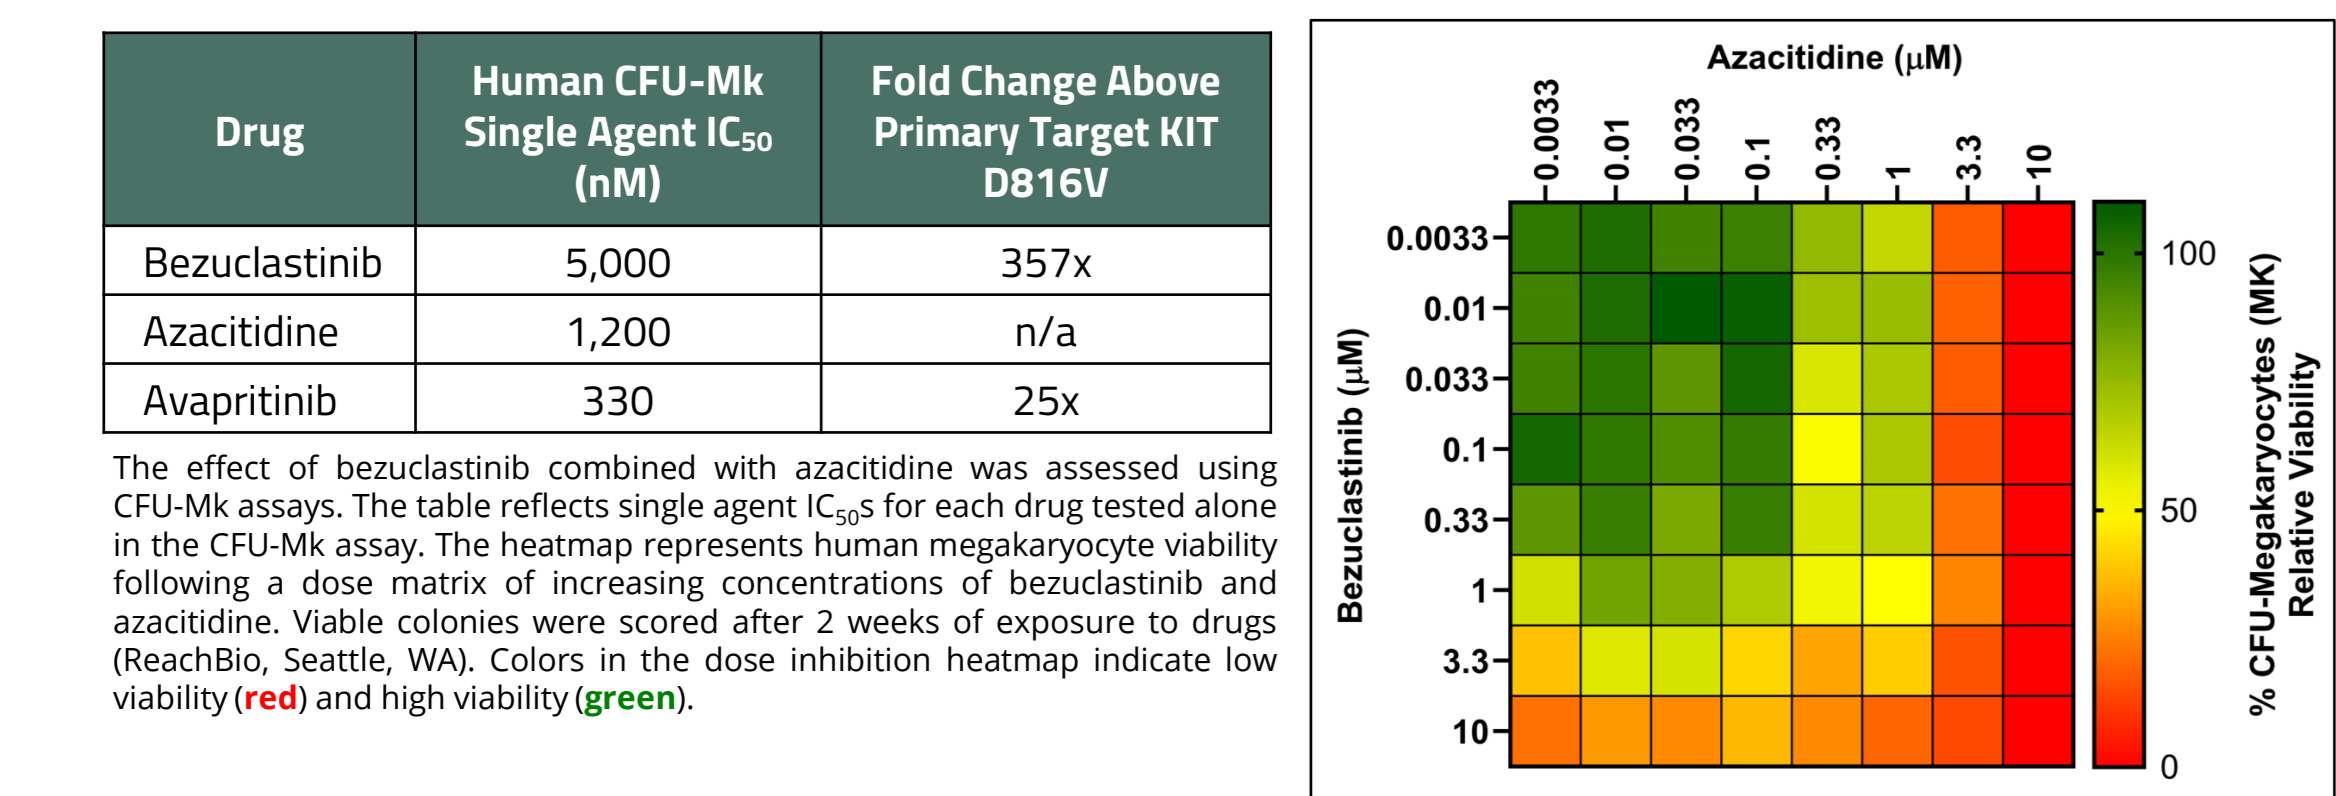 Drug
Human CFU-Mk
Single Agent IC₅₀
(nM)
Fold Change Above
Primary Target KIT
D816V
Bezuclastinib
5,000
357x
Azacitidine
1,200
n/a
Avapritinib
330
25x
The effect of bezuclastinib combined with azacitidine was assessed using
CFU-Mk assays. The table reflects single agent IC₅₀s for each drug tested alone
in the CFU-Mk assay. The heatmap represents human megakaryocyte viability
following a dose matrix of increasing concentrations of bezuclastinib and
azacitidine. Viable colonies were scored after 2 weeks of exposure to drugs
(ReachBio, Seattle, WA). Colors in the dose inhibition heatmap indicate low
viability (red) and high viability (green).
Azacitidine (μM)
0.0033
0.01
0.033
0.1
0.33
1
3.3
10
Bezuclastinib (μM)
0.0033
0.01
0.033
0.1
0.33
1
3.3
10
100
50
0
% CFU-Megakaryocytes (MK)
Relative Viability